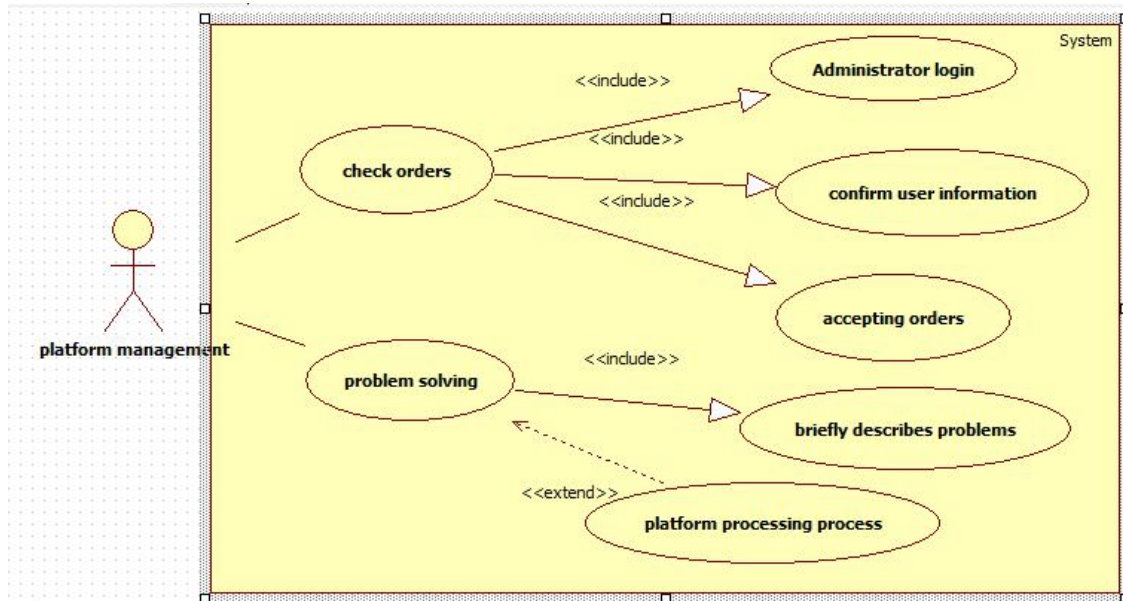 System
Administrator login
<<include>>
<<include>>
check orders
confirm user information
<<include>>
accepting orders
platform management
<<include>>
problem solving
briefly describes problems
<<extend>>
platform processing process